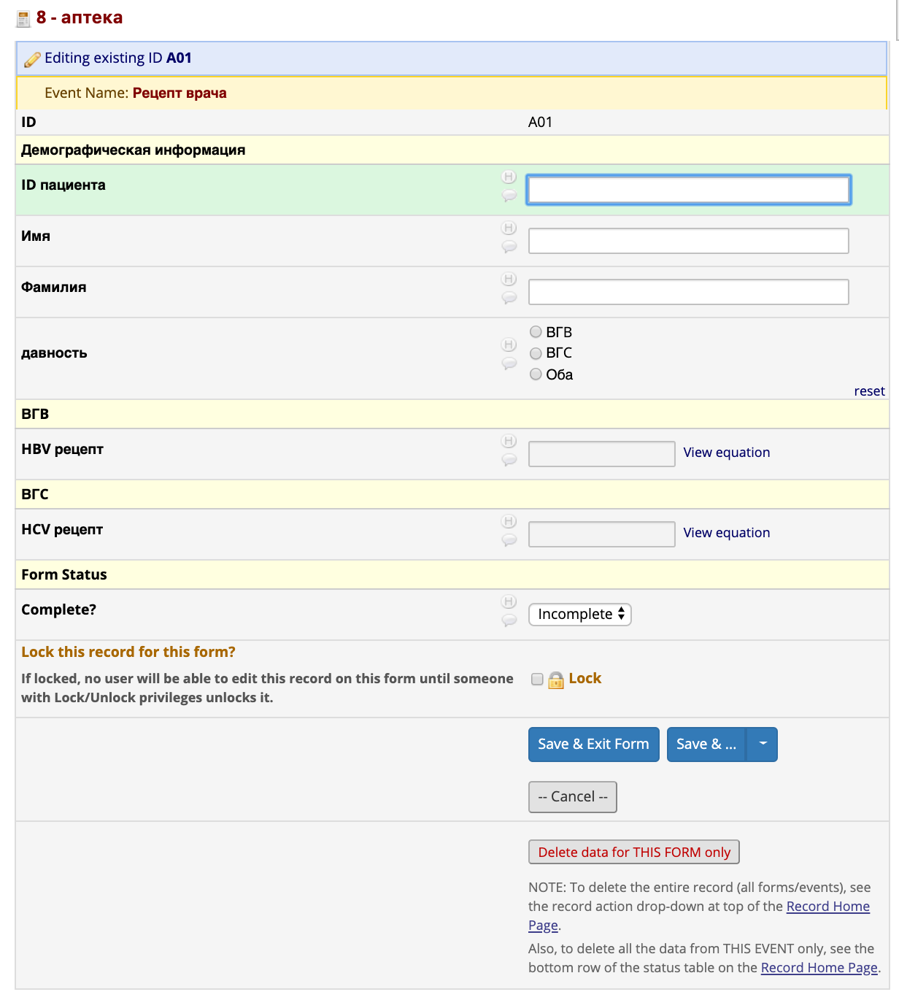 8 - аптека
Editing existing ID A01
Event Name: Рецепт врача
ID A01
Демографическая информация
ID пациента
H
Имя
H
Фамилия
H
давность
H
ВГВ
ВГС
Оба
reset
ВГВ
HBV рецепт
H
View equation
ВГС
HCV рецепт
H
View equation
Form Status
Complete?
H
Incomplete
Lock this record for this form?
If locked, no user will be able to edit this record on this form until someone
with Lock/Unlock privileges unlocks it.
Lock
Save & Exit Form Save & ...
-- Cancel --
Delete data for THIS FORM only
NOTE: To delete the entire record (all forms/events), see
the record action drop-down at top of the Record Home
Page.
Also, to delete all the data from THIS EVENT only, see the
bottom row of the status table on the Record Home Page.